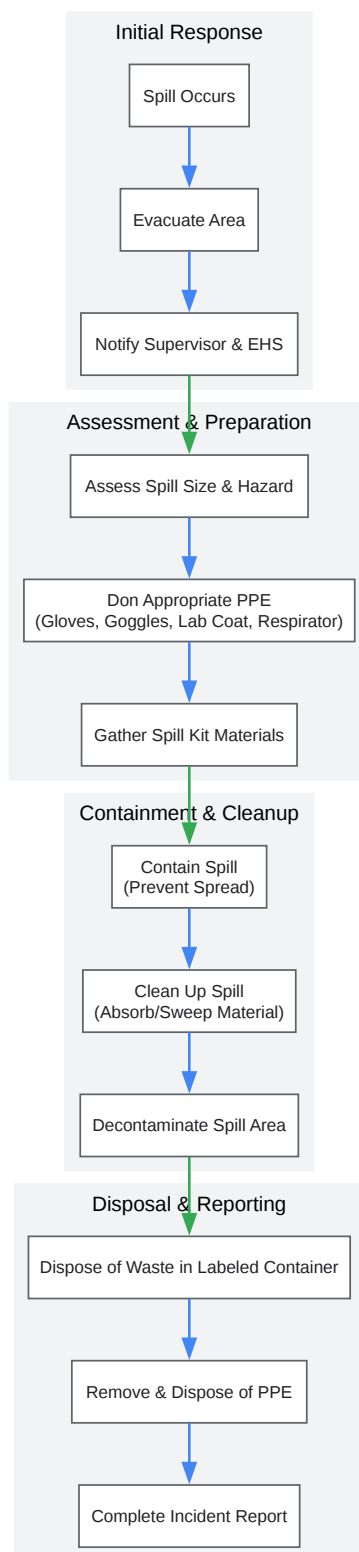 Initial Response
Spill Occurs
Evacuate Area
Notify Supervisor & EHS
Assessment & Preparation
Assess Spill Size & Hazard
Don Appropriate PPE
(Gloves, Goggles, Lab Coat, Respirator)
Gather Spill Kit Materials
Containment & Cleanup
Contain Spill
(Prevent Spread)
Clean Up Spill
(Absorb/Sweep Material)
Decontaminate Spill Area
Disposal & Reporting
Dispose of Waste in Labeled Container
Remove & Dispose of PPE
Complete Incident Report